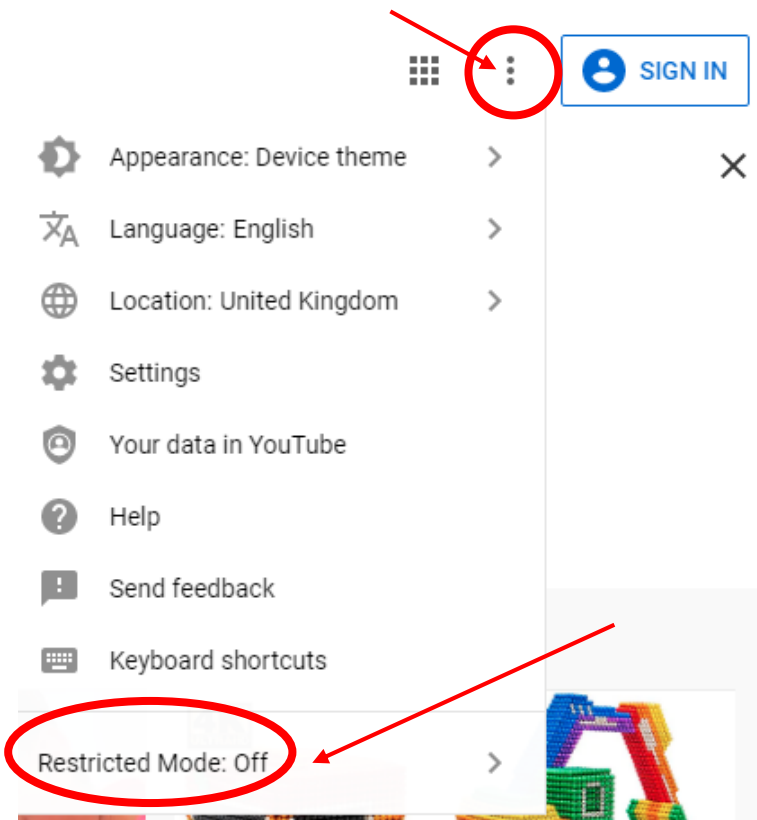 SIGN IN
Appearance: Device theme
Language: English
Location: United Kingdom
Settings
Your data in YouTube
Help
Send feedback
Keyboard shortcuts
Restricted Mode: Off